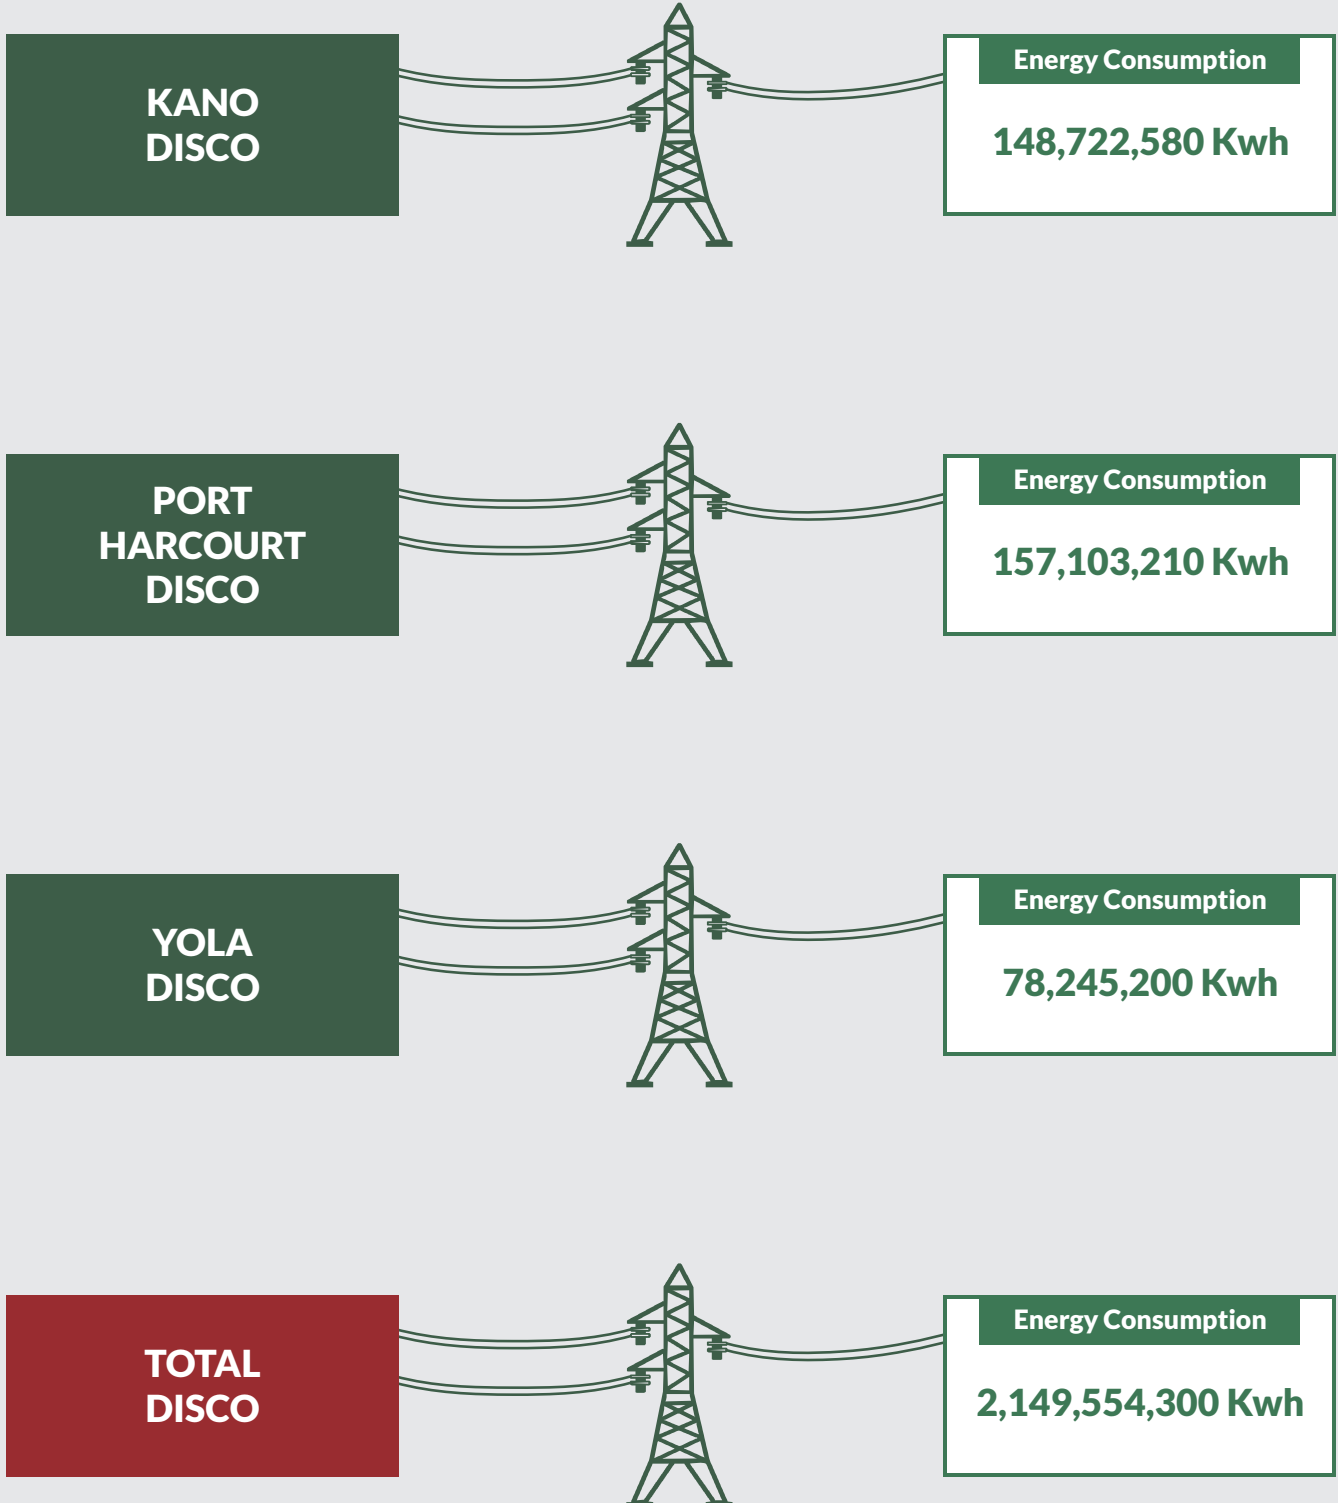 KANO
DISCO
Energy Consumption
148,722,580 Kwh
PORT
HARCOURT
DISCO
Energy Consumption
157,103,210 Kwh
YOLA
DISCO
Energy Consumption
78,245,200 Kwh
TOTAL
DISCO
Energy Consumption
2,149,554,300 Kwh